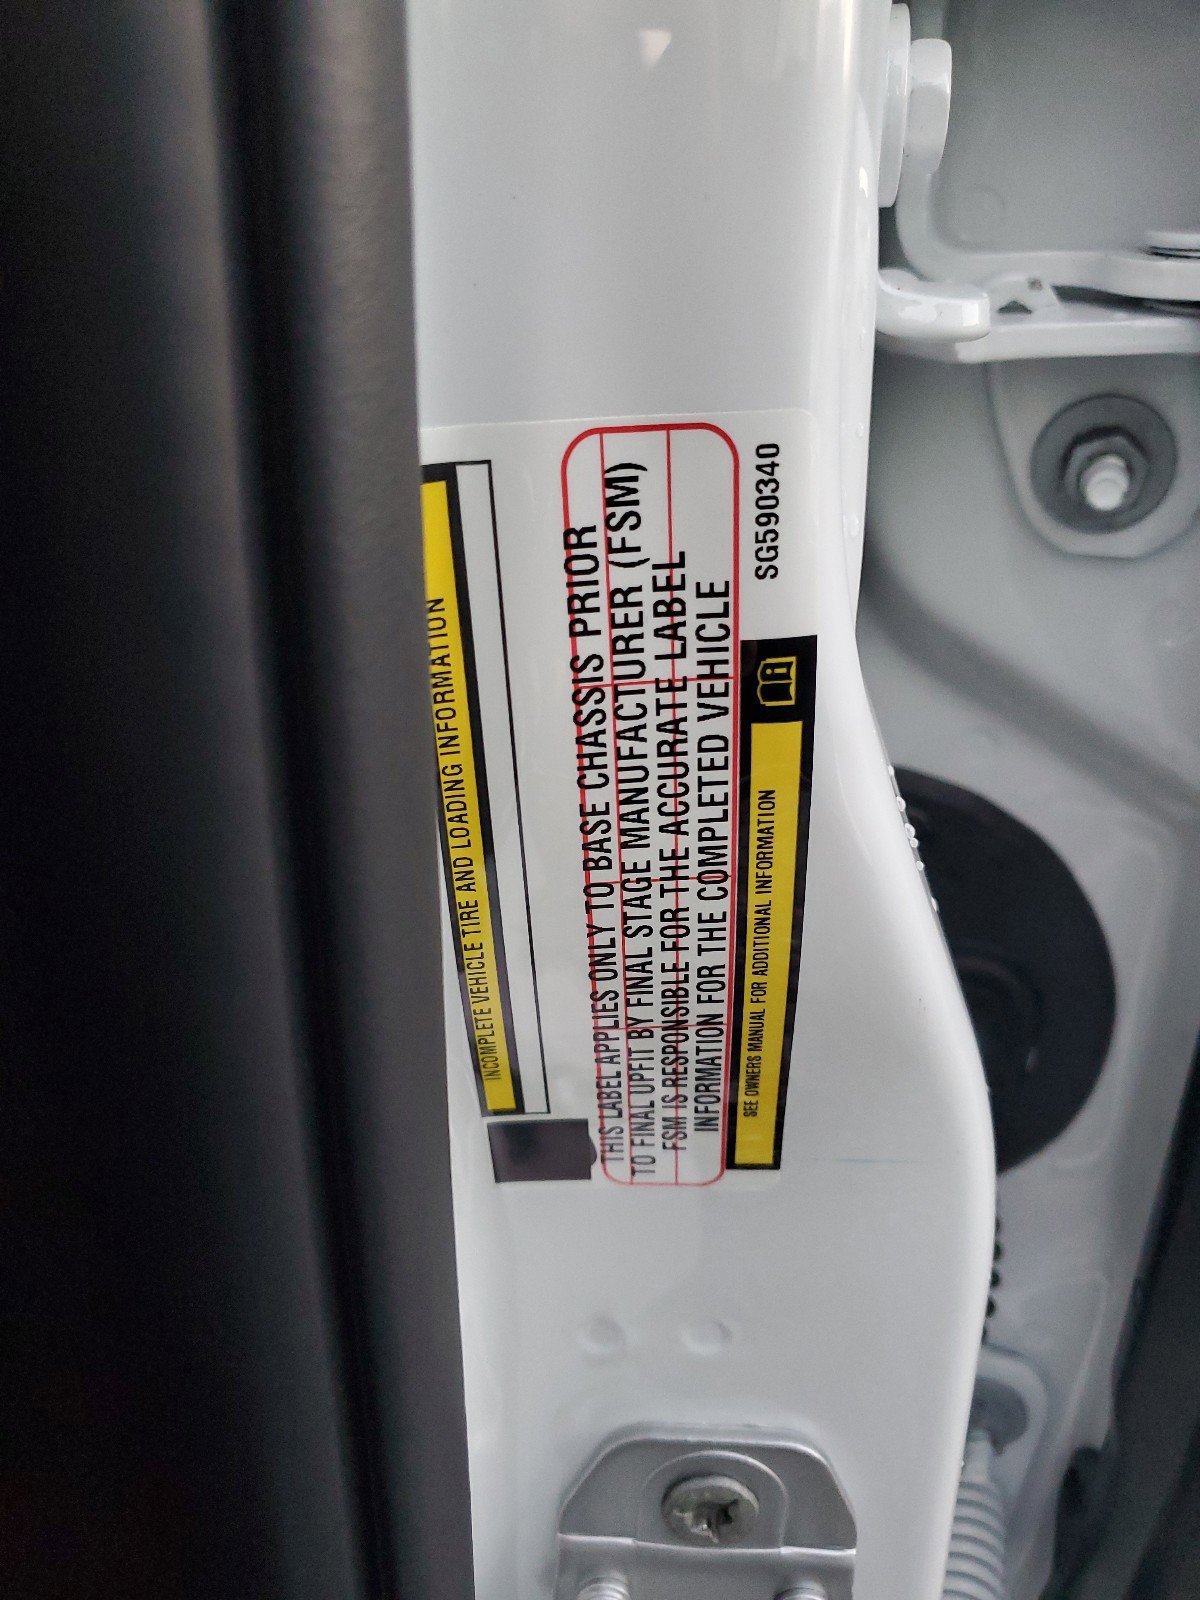 INCOMPLETE VEHICLE TIRE AND LOADING INFORMATION
THIS LABEL APPLIES ONLY TO BASE CHASSIS PRIOR
TO FINAL UPFIT BY FINAL STAGE MANUFACTURER (FSM)
FSM IS RESPONSIBLE FOR THE ACCURATE LABEL
INFORMATION FOR THE COMPLETED VEHICLE
SEE OWNERS MANUAL FOR ADDITIONAL INFORMATION
SG590340